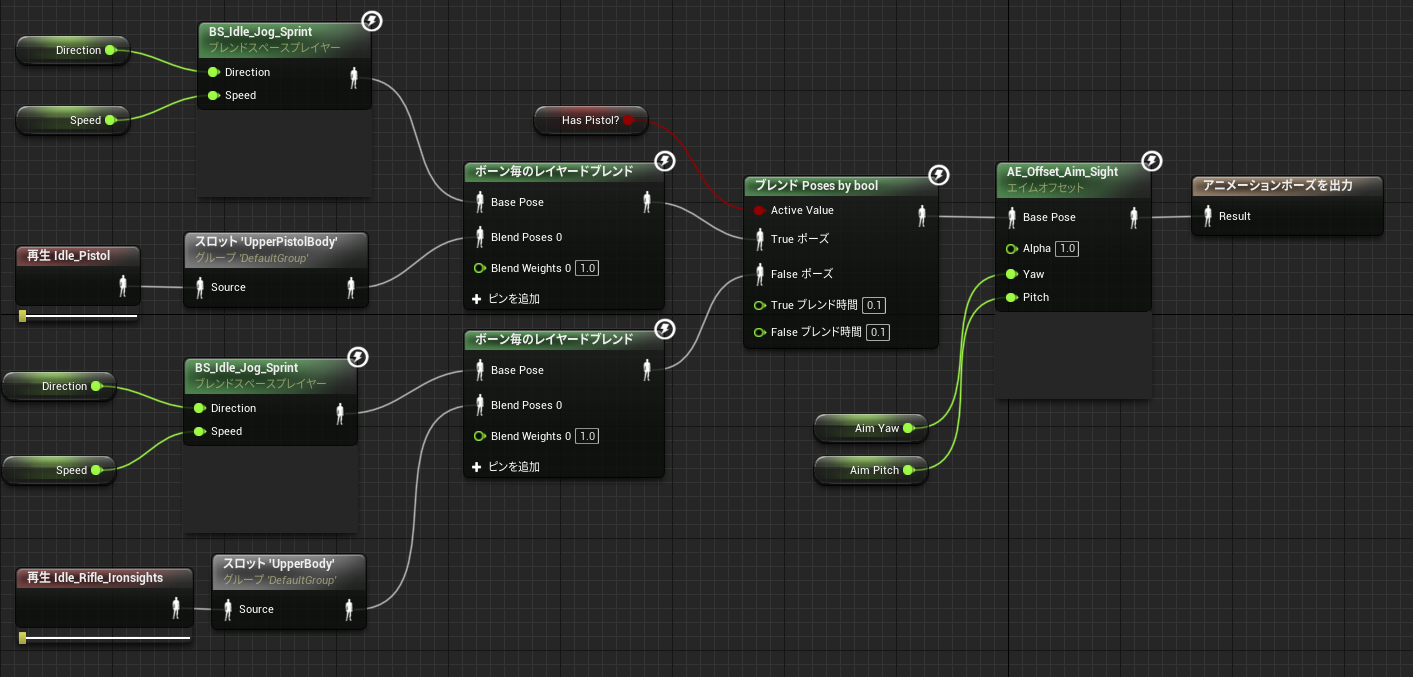 Direction
Speed
BS_Idle_Jog_Sprint
ブレンドスペースプレイヤー
Direction
Speed
再生 Idle_Pistol
スロット 'UpperPistolBody'
グループ 'DefaultGroup'
Source
ボーン毎のレイヤードブレンド
Base Pose
Blend Poses 0
Blend Weights 0 1.0
ピンを追加
Has Pistol?
Direction
Speed
BS_Idle_Jog_Sprint
ブレンドスペースプレイヤー
Direction
Speed
再生 Idle_Rifle_Ironsights
スロット 'UpperBody'
グループ 'DefaultGroup'
Source
ボーン毎のレイヤードブレンド
Base Pose
Blend Poses 0
Blend Weights 0 1.0
ピンを追加
ブレンド Poses by bool
Active Value
True ポーズ
False ポーズ
True ブレンド時間 0.1
False ブレンド時間 0.1
Aim Yaw
Aim Pitch
AE_Offset_Aim_Sight
エイムオフセット
Base Pose
Alpha 1.0
Yaw
Pitch
アニメーションポーズを出力
Result